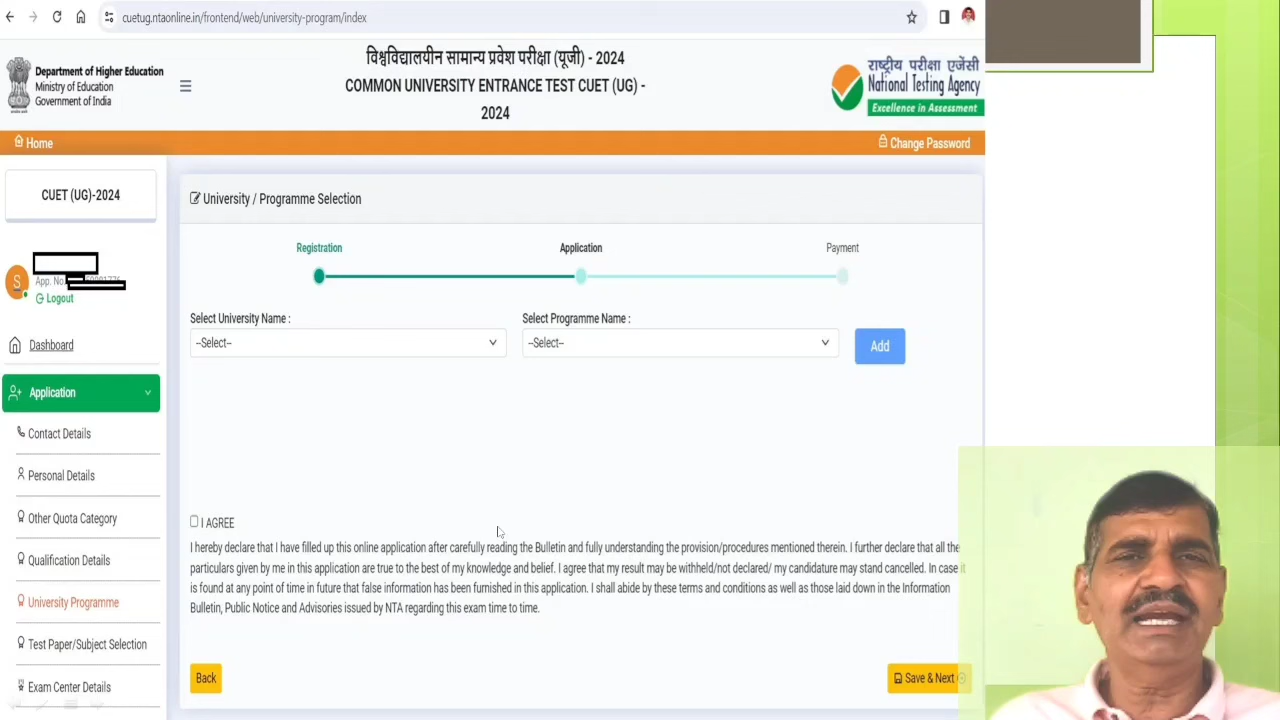 cuetug.ntaonline.in/frontend/web/university-program/index
Department of Higher Education
Ministry of Education
Government of India
विश्वविद्यालयीन सामान्य प्रवेश परीक्षा (यूजी) - 2024
COMMON UNIVERSITY ENTRANCE TEST CUET (UG) -
2024
राष्ट्रीय परीक्षा एजेंसी
National Testing Agency
Excellence in Assessment
Home
Change Password
CUET (UG)-2024
S
App. No.
Logout
Dashboard
Application
Contact Details
Personal Details
Other Quota Category
Qualification Details
University Programme
Test Paper/Subject Selection
Exam Center Details
University / Programme Selection
Registration
Application
Payment
Select University Name :
Select Programme Name :
--Select--
--Select--
Add
I AGREE
I hereby declare that I have filled up this online application after carefully reading the Bulletin and fully understanding the provision/procedures mentioned therein. I further declare that all the
particulars given by me in this application are true to the best of my knowledge and belief. I agree that my result may be withheld/not declared/ my candidature may stand cancelled. In case it
is found at any point of time in future that false information has been furnished in this application. I shall abide by these terms and conditions as well as those laid down in the Information
Bulletin, Public Notice and Advisories issued by NTA regarding this exam time to time.
Back
Save & Next